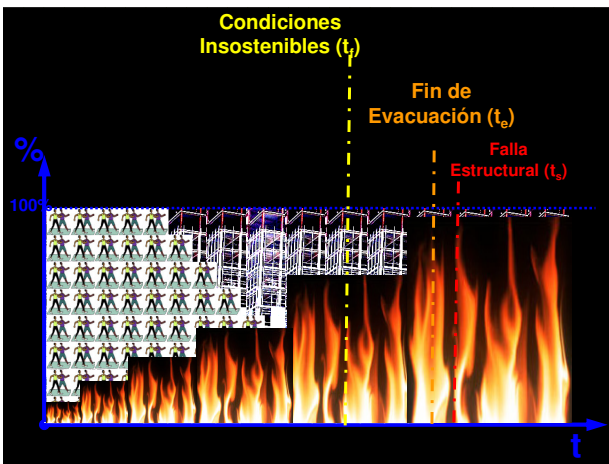 Condiciones
Insostenibles (tf)
Fin de
Evacuación (te)
Falla
Estructural (ts)
%
100%
t